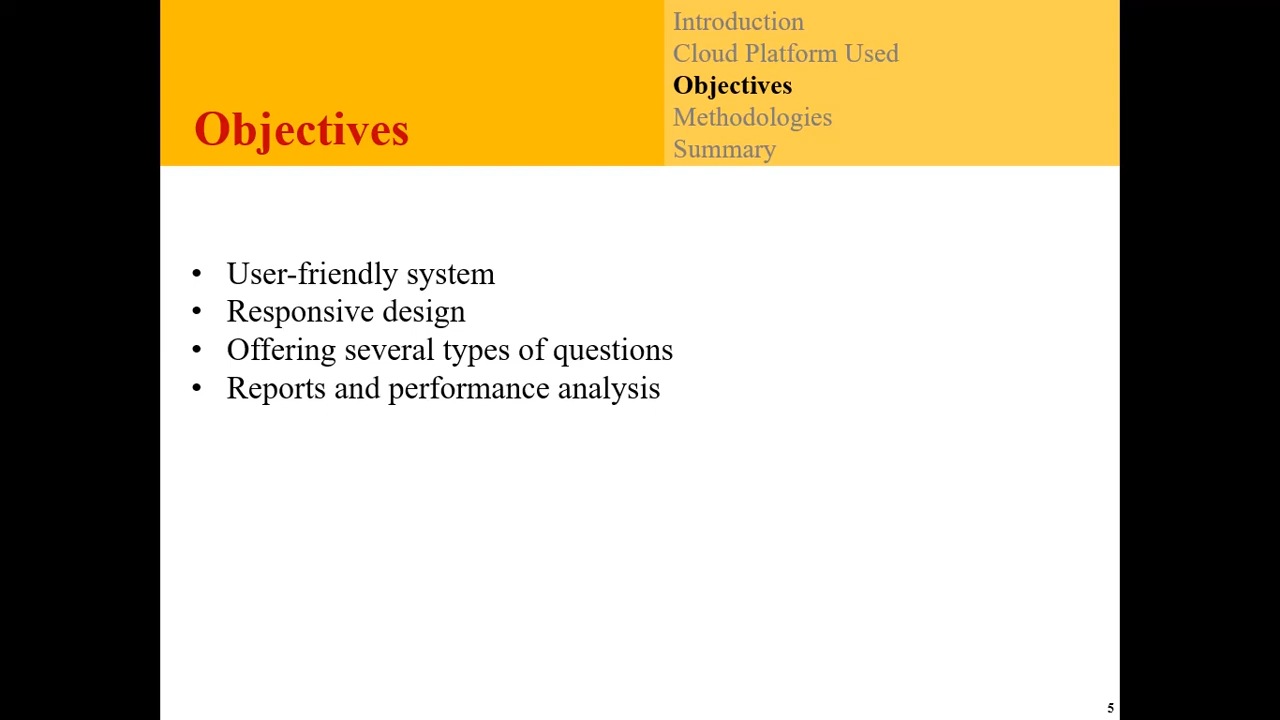 Objectives
Introduction
Cloud Platform Used
Objectives
Methodologies
Summary
• User-friendly system
• Responsive design
• Offering several types of questions
• Reports and performance analysis
5